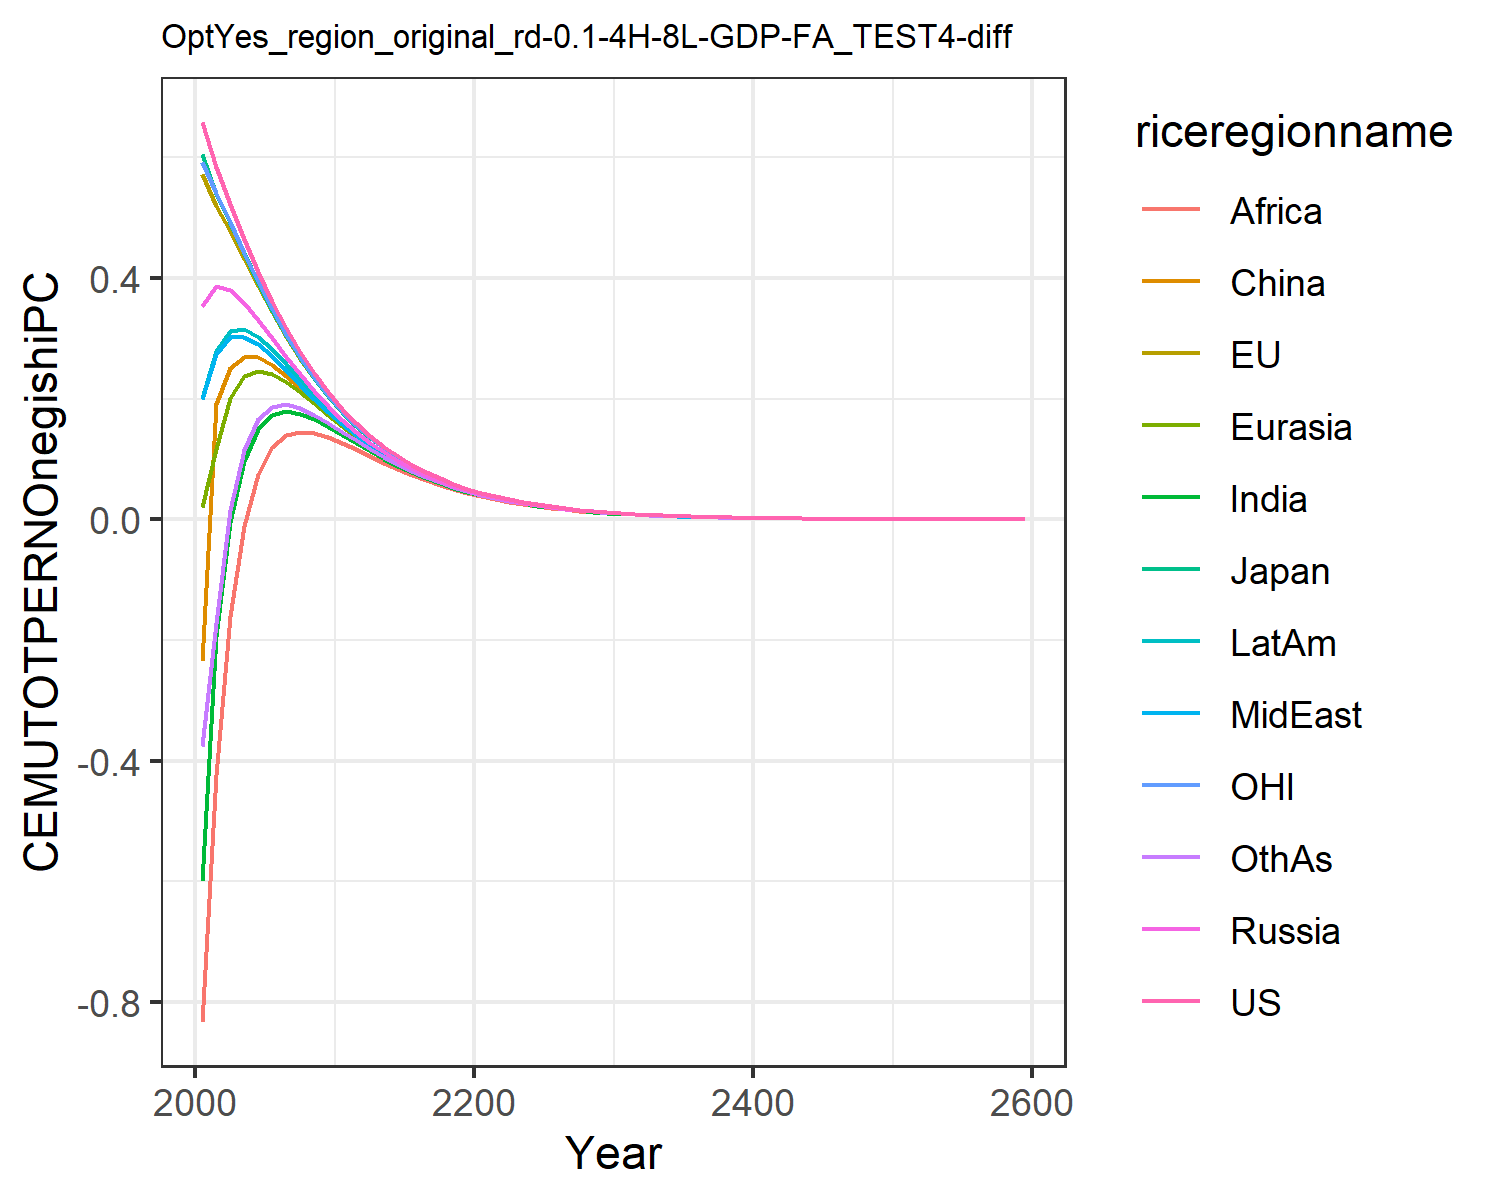 OptYes_region_original_rd-0.1-4H-8L-GDP-FA_TEST4-diff
CEMUTOTPERNOnegishiPC
0.4
0.0
-0.4
-0.8
2000
2200
2400
2600
Year
riceregionname
Africa
China
EU
Eurasia
India
Japan
LatAm
MidEast
OHI
OthAs
Russia
US